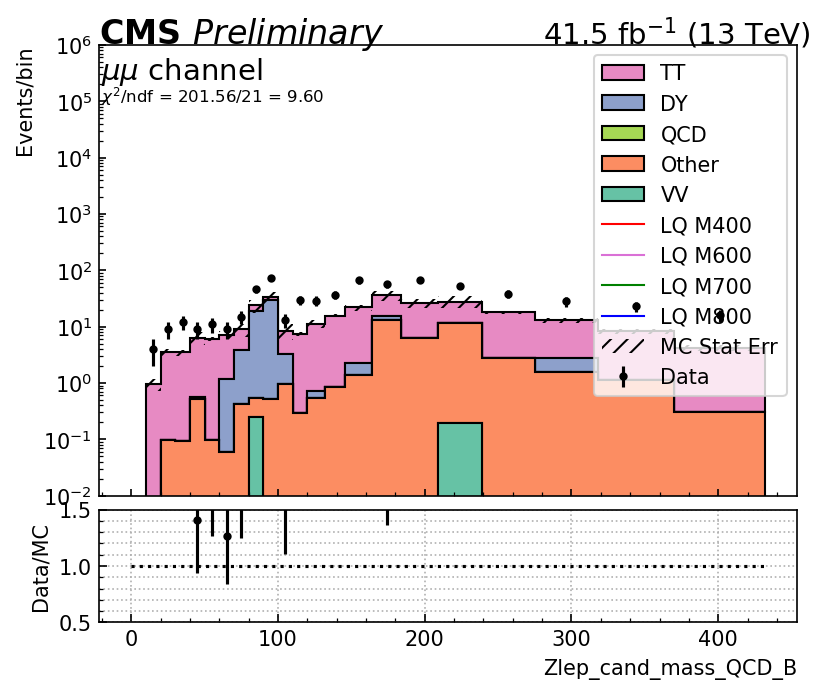 CMS Preliminary 41.5 fb⁻¹ (13 TeV)
μμ channel
χ²/ndf = 201.56/21 = 9.60
Events/bin
10⁶
10⁵
10⁴
10³
10²
10¹
10⁰
10⁻¹
10⁻²
TT
DY
QCD
Other
VV
LQ M400
LQ M600
LQ M700
LQ M800
MC Stat Err
Data
Data/MC
1.5
1.0
0.5
0 100 200 300 400
Zlep_cand_mass_QCD_B